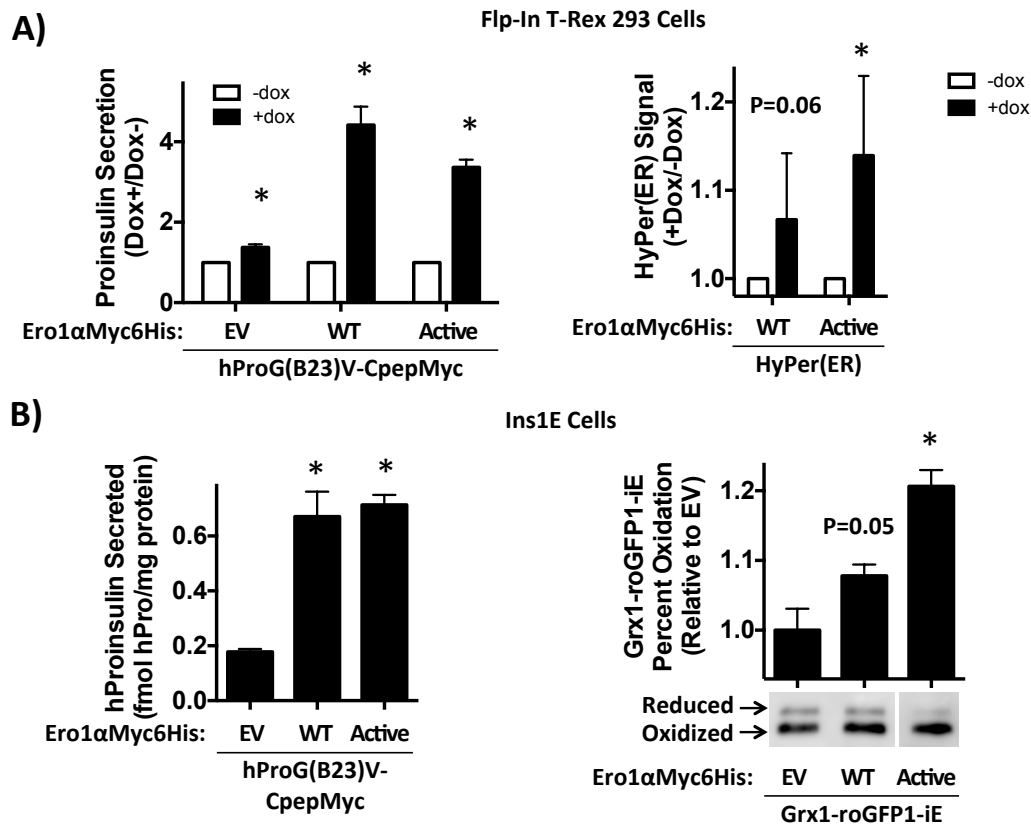 A)
Flp-In T-Rex 293 Cells
Proinsulin Secretion
(Dox+/Dox-)
4
2
0
-dox
+dox
*
*
*
Ero1αMyc6His:
EV
WT
Active
hProG(B23)V-CpepMyc
HyPer(ER) Signal
(+Dox/-Dox)
1.2
1.1
1.0
P=0.06
*
-dox
+dox
WT
Active
Ero1αMyc6His:
HyPer(ER)
B)
Ins1E Cells
hProinsulin Secreted
(fmol hPro/mg protein)
0.6
0.4
0.2
0.0
*
*
Ero1αMyc6His:
EV
WT
Active
hProG(B23)V-
CpepMyc
Grx1-roGFP1-iE
Percent Oxidation
(Relative to EV)
1.2
1.1
1.0
P=0.05
*
Reduced →
Oxidized →
Ero1αMyc6His:
EV
WT
Active
Grx1-roGFP1-iE